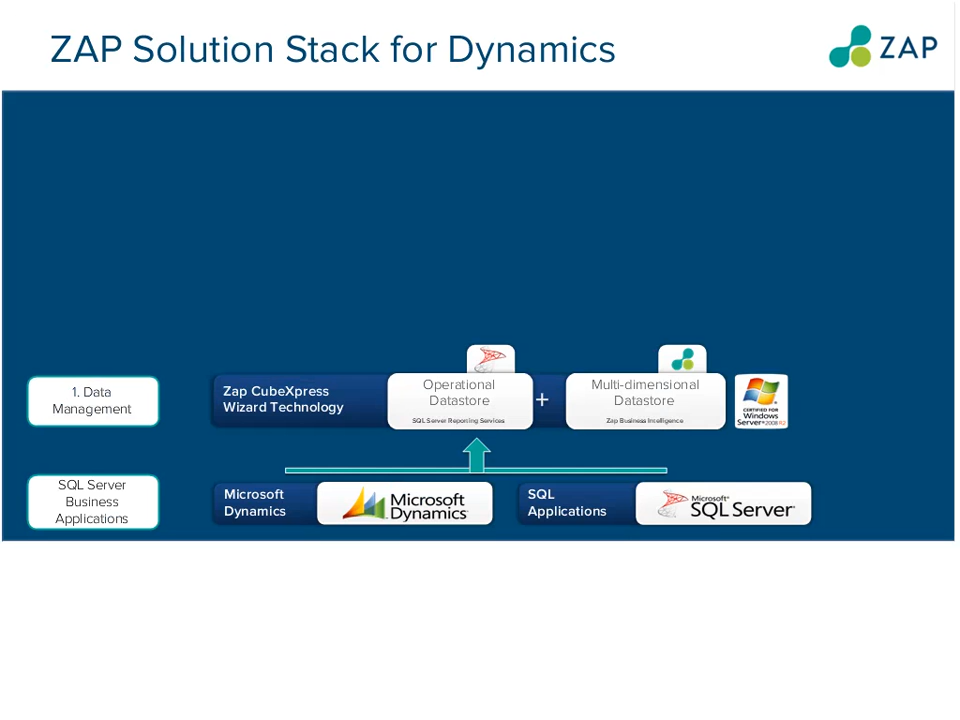 ZAP Solution Stack for Dynamics
ZAP
1. Data
Management
Zap CubeXpress
Wizard Technology
Operational
Datastore
SQL Server Reporting Services
+
Multi-dimensional
Datastore
Zap Business Intelligence
CERTIFIED FOR
Windows
Server®2008 R2
SQL Server
Business
Applications
Microsoft
Dynamics
Microsoft
Dynamics
SQL
Applications
Microsoft®
SQL Server®